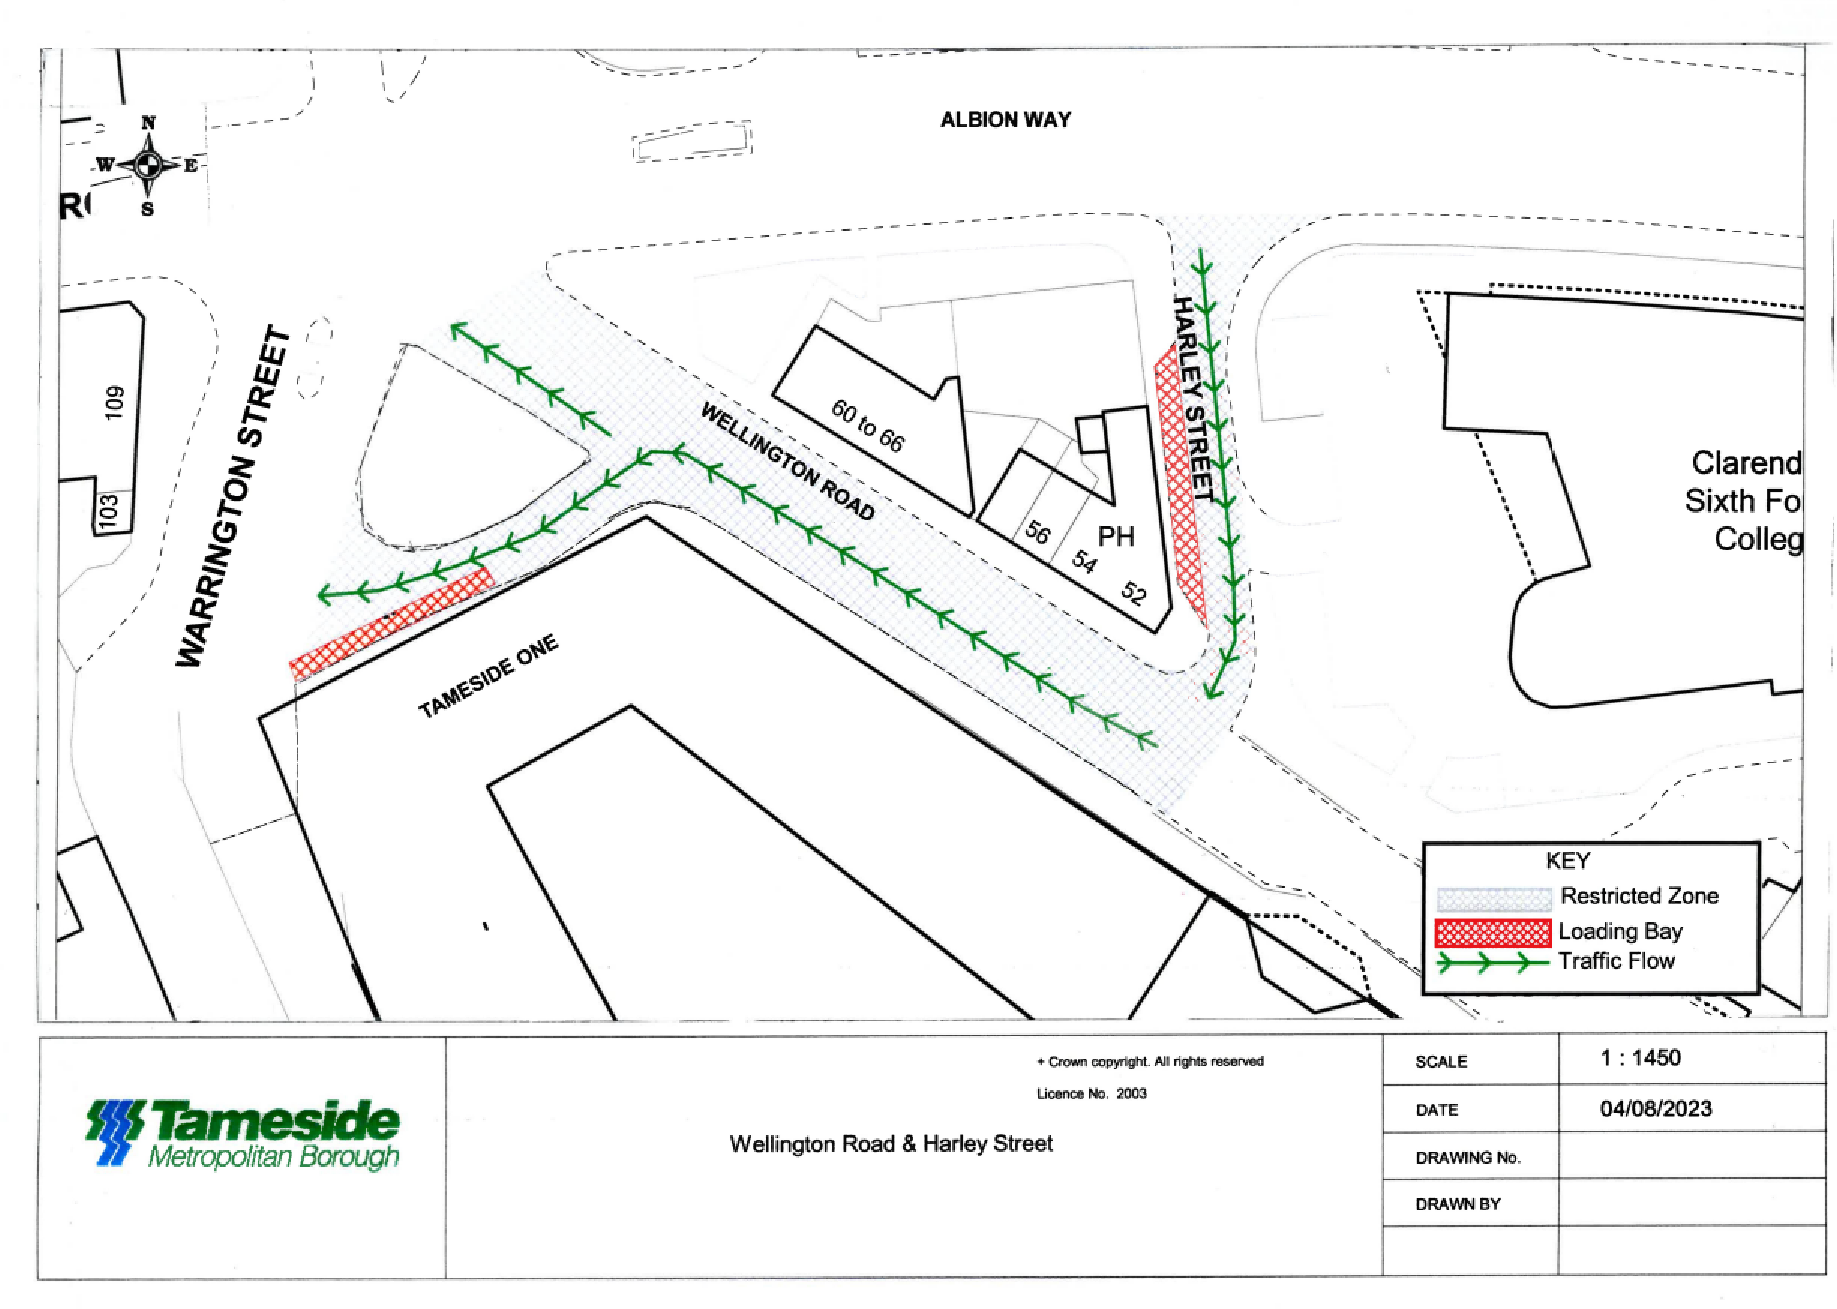 ALBION WAY
N
W E
S
HARLEY STREET
WARRINGTON STREET
109
103
WELLINGTON ROAD
60 to 66
56
54
52
PH
Clarend
Sixth Fo
Colleg
TAMESIDE ONE
KEY
Restricted Zone
Loading Bay
Traffic Flow
Tameside
Metropolitan Borough
+ Crown copyright. All rights reserved
Licence No. 2003
Wellington Road & Harley Street
SCALE 1 : 1450
DATE 04/08/2023
DRAWING No.
DRAWN BY